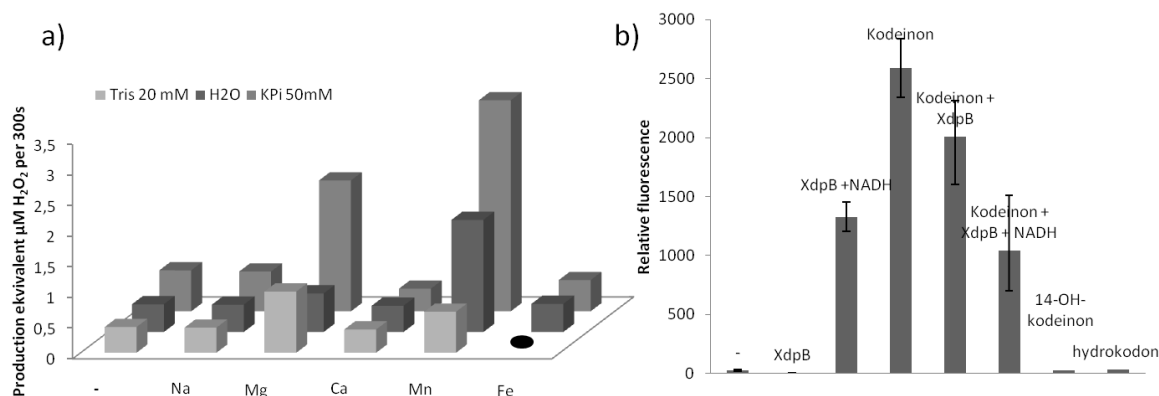 a)
Production ekvivalent µM H₂O₂ per 300s
Tris 20 mM H2O KPi 50mM
3,5
3
2,5
2
1,5
1
0,5
0
- Na Mg Ca Mn Fe
b)
Relative fluorescence
3000
2500
2000
1500
1000
500
0
-
XdpB
XdpB +NADH
Kodeinon
Kodeinon +
XdpB
Kodeinon +
XdpB + NADH
14-OH-
kodeinon
hydrokodon